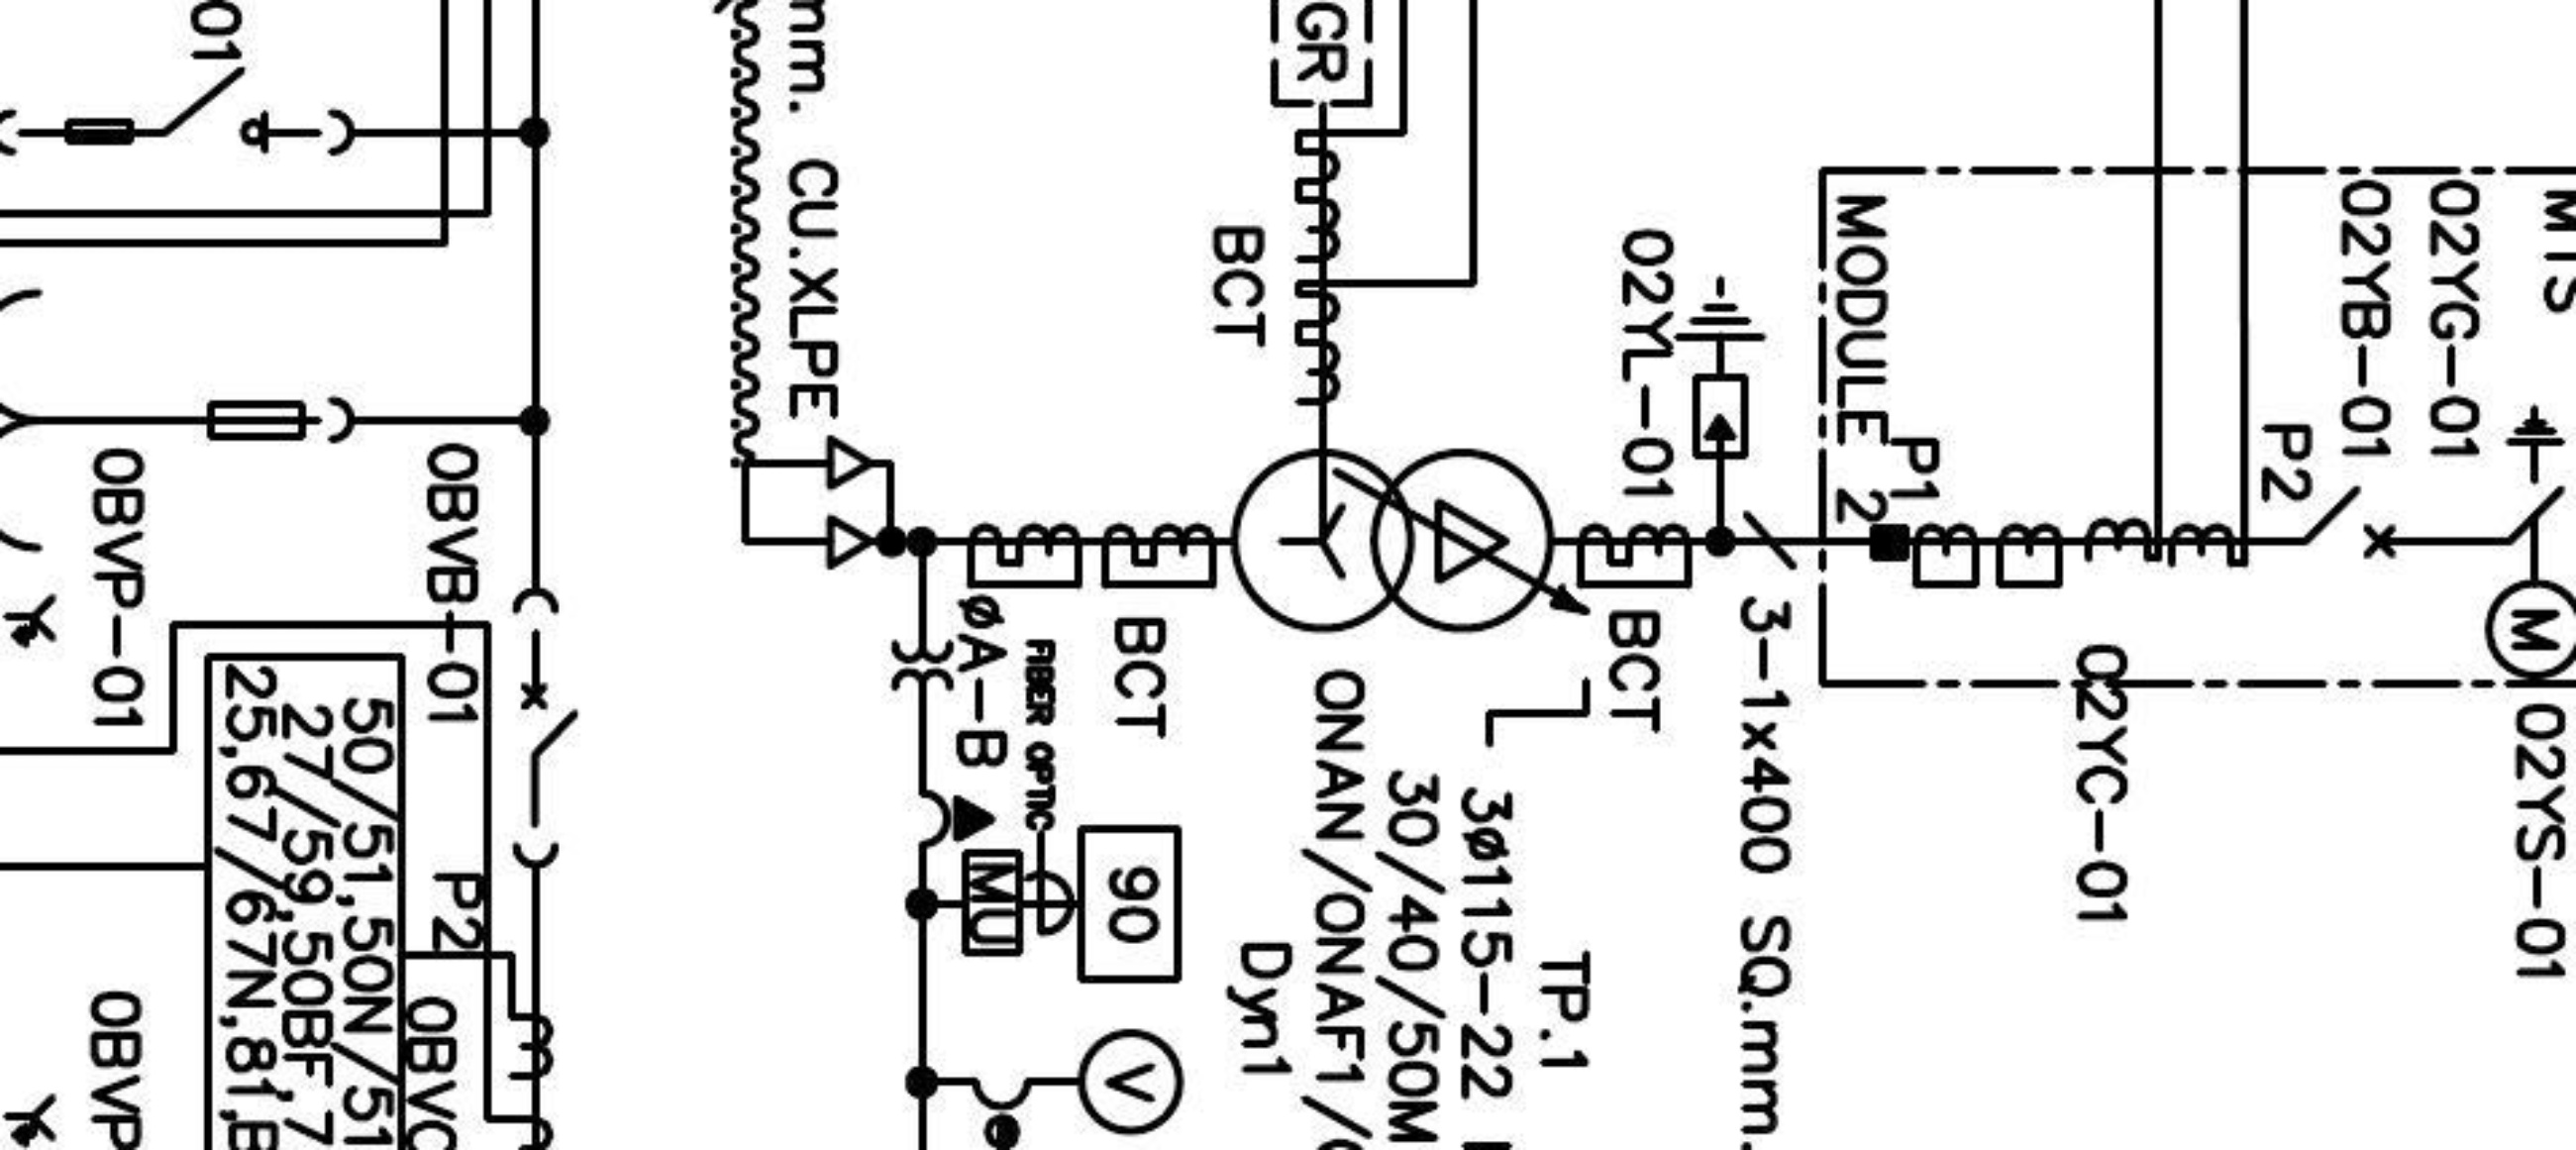 MTS
02YG-01
02YB-01
P2
02YS-01
M
02YC-01
MODULE 2
P1
3-1x400 SQ.mm.
02YL-01
BCT
TP.1
3ø115-22
30/40/50M
ONAN/ONAF1/
Dyn1
GR
BCT
BCT
90
V
FIBER OPTIC
MU
øA-B
mm. CU.XLPE
0BVB-01
P2
0BVC
50/51,50N/51
27/59,50BF,7
25,67/67N,81,B
01
0BVP-01
0BVP